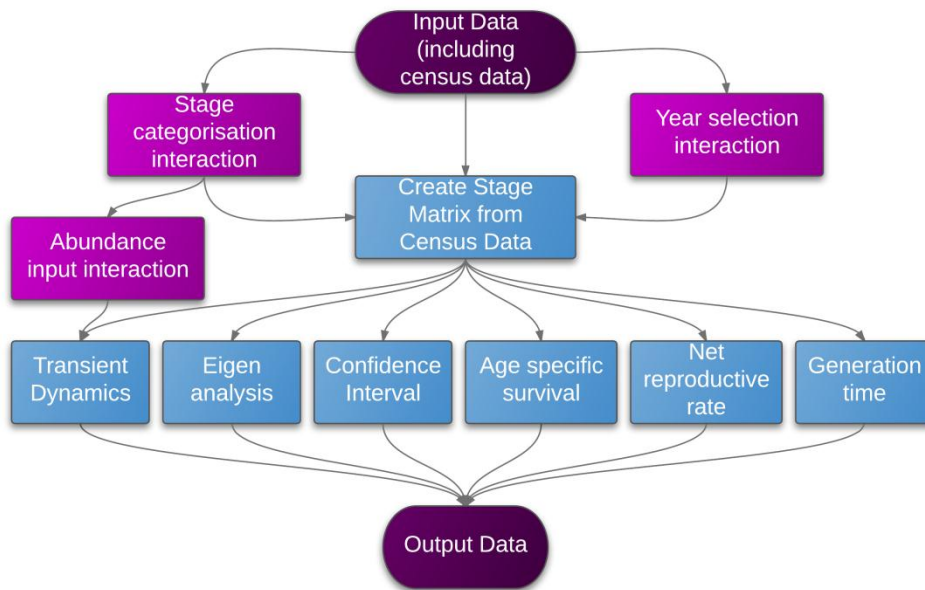 Input Data
(including
census data)
Stage
categorisation
interaction
Year selection
interaction
Create Stage
Matrix from
Census Data
Abundance
input interaction
Transient
Dynamics
Eigen
analysis
Confidence
Interval
Age specific
survival
Net
reproductive
rate
Generation
time
Output Data